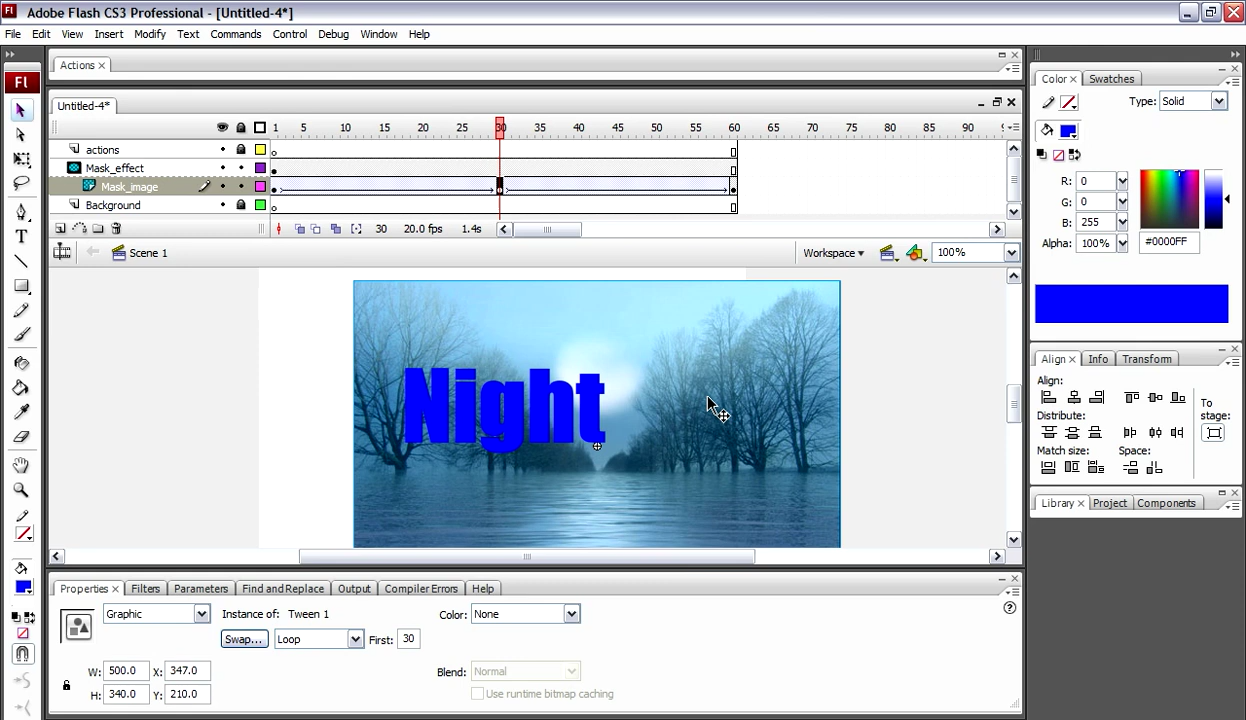 Adobe Flash CS3 Professional - [Untitled-4*]
File Edit View Insert Modify Text Commands Control Debug Window Help
Fl
Actions ×
Untitled-4*
1 5 10 15 20 25 30 35 40 45 50 55 60 65 70 75 80 85 90
actions
Mask_effect
Mask_image
Background
30 20.0 fps 1.4s
Scene 1
Workspace
100%
Night
Color × Swatches
Type: Solid
R: 0
G: 0
B: 255
Alpha: 100% #0000FF
Align × Info Transform
Align:
To
stage:
Distribute:
Match size: Space:
Library × Project Components
Properties × Filters Parameters Find and Replace Output Compiler Errors Help
Graphic Instance of: Tween 1 Color: None
Swap... Loop First: 30
W: 500.0 X: 347.0 Blend: Normal
H: 340.0 Y: 210.0 Use runtime bitmap caching